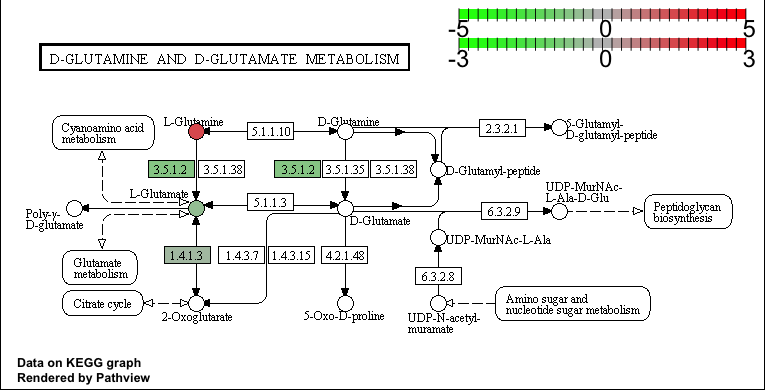 -5 0 5
-3 0 3
D-GLUTAMINE AND D-GLUTAMATE METABOLISM
L-Glutamine
D-Glutamine
Cyanoamino acid
metabolism
5.1.1.10
2.3.2.1
5-Glutamyl-
D-glutamyl-peptide
3.5.1.2
3.5.1.38
3.5.1.2
3.5.1.35
3.5.1.38
D-Glutamyl-peptide
L-Glutamate
UDP-MurNAc-
L-Ala-D-Glu
Poly-γ-
D-glutamate
5.1.1.3
D-Glutamate
6.3.2.9
Peptidoglycan
biosynthesis
Glutamate
metabolism
1.4.1.3
1.4.3.7
1.4.3.15
4.2.1.48
UDP-MurNAc-L-Ala
6.3.2.8
Citrate cycle
2-Oxoglutarate
5-Oxo-D-proline
UDP-N-acetyl-
muramate
Amino sugar and
nucleotide sugar metabolism
Data on KEGG graph
Rendered by Pathview